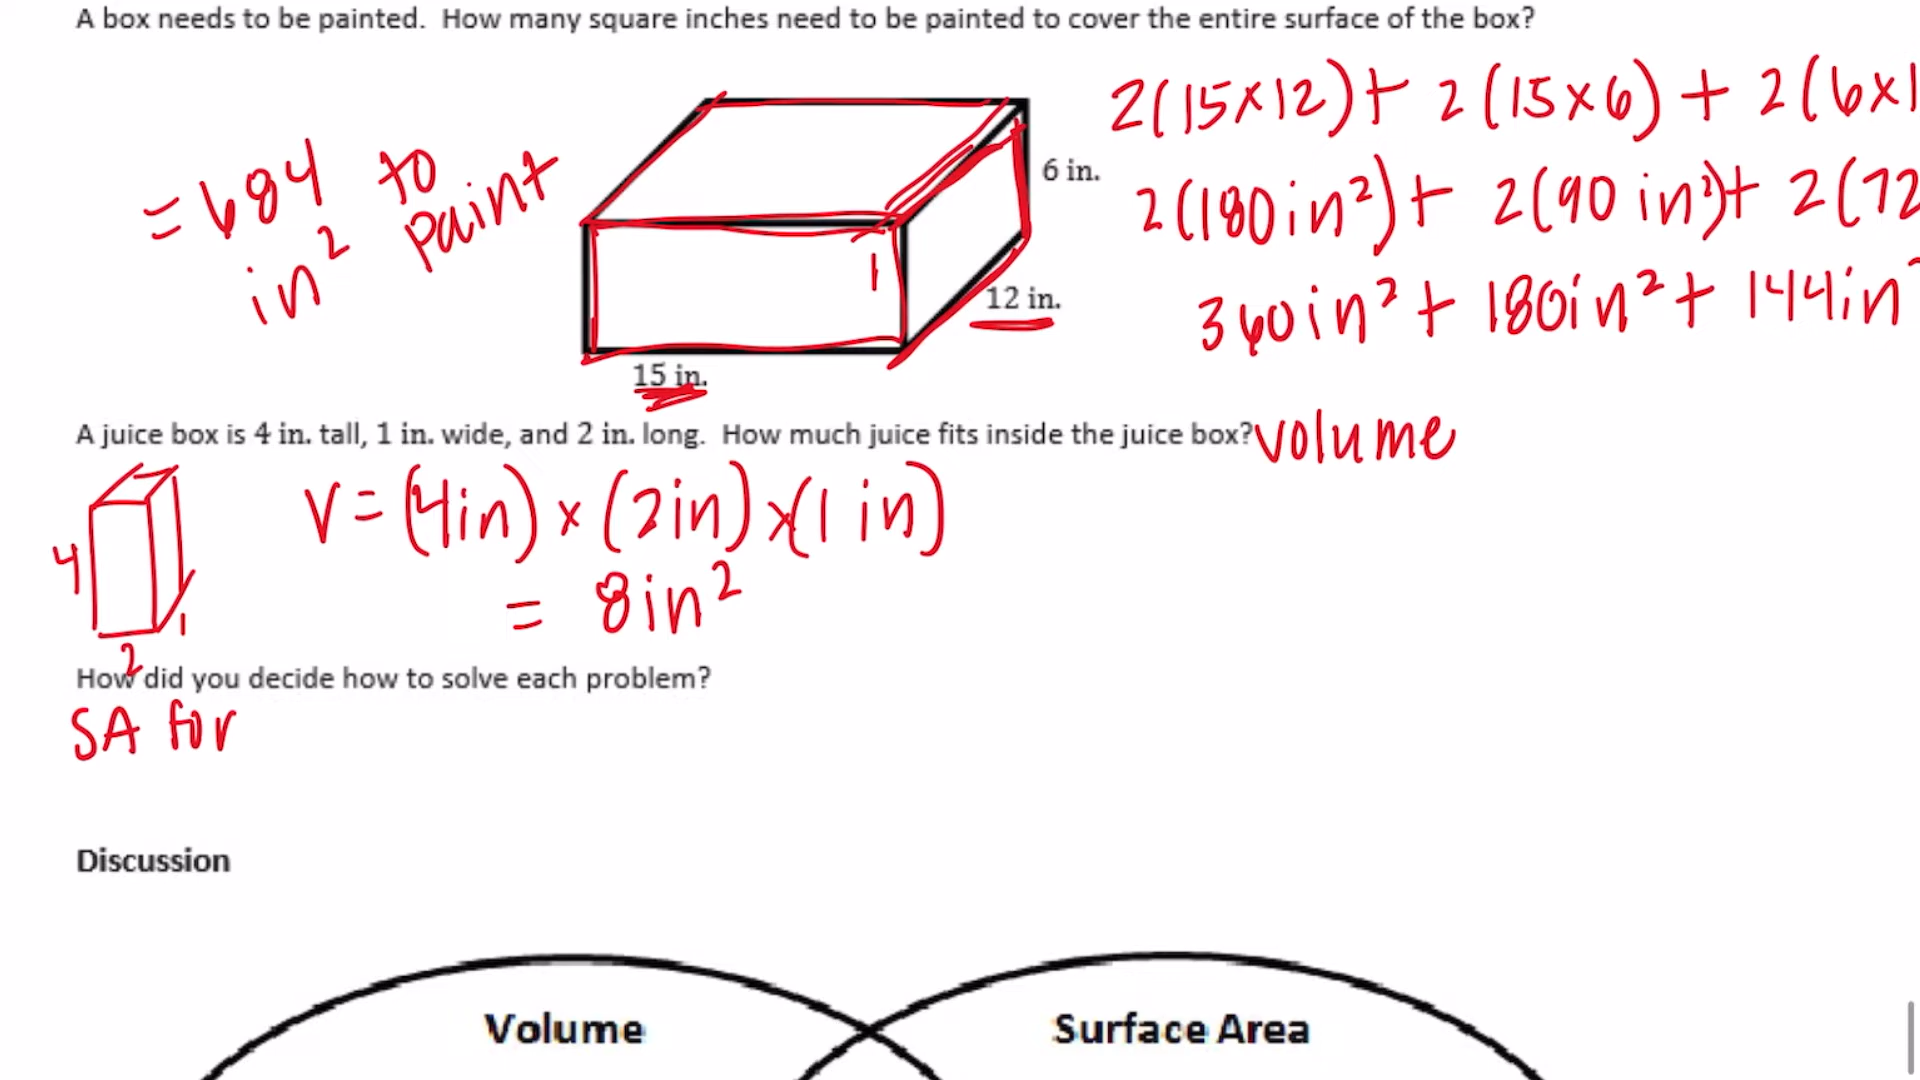 A box needs to be painted. How many square inches need to be painted to cover the entire surface of the box?
2(15×12)+ 2(15×6) + 2(6×1
= 684 to
in² paint
6 in.
2(180in²)+ 2(90 in²)+ 2(72
12 in.
360in² + 180in² + 144in²
15 in.
A juice box is 4 in. tall, 1 in. wide, and 2 in. long. How much juice fits inside the juice box? volume
V = (4in) × (2in) ×(1 in)
4
= 8in²
1
2
How did you decide how to solve each problem?
SA for
Discussion
Volume
Surface Area